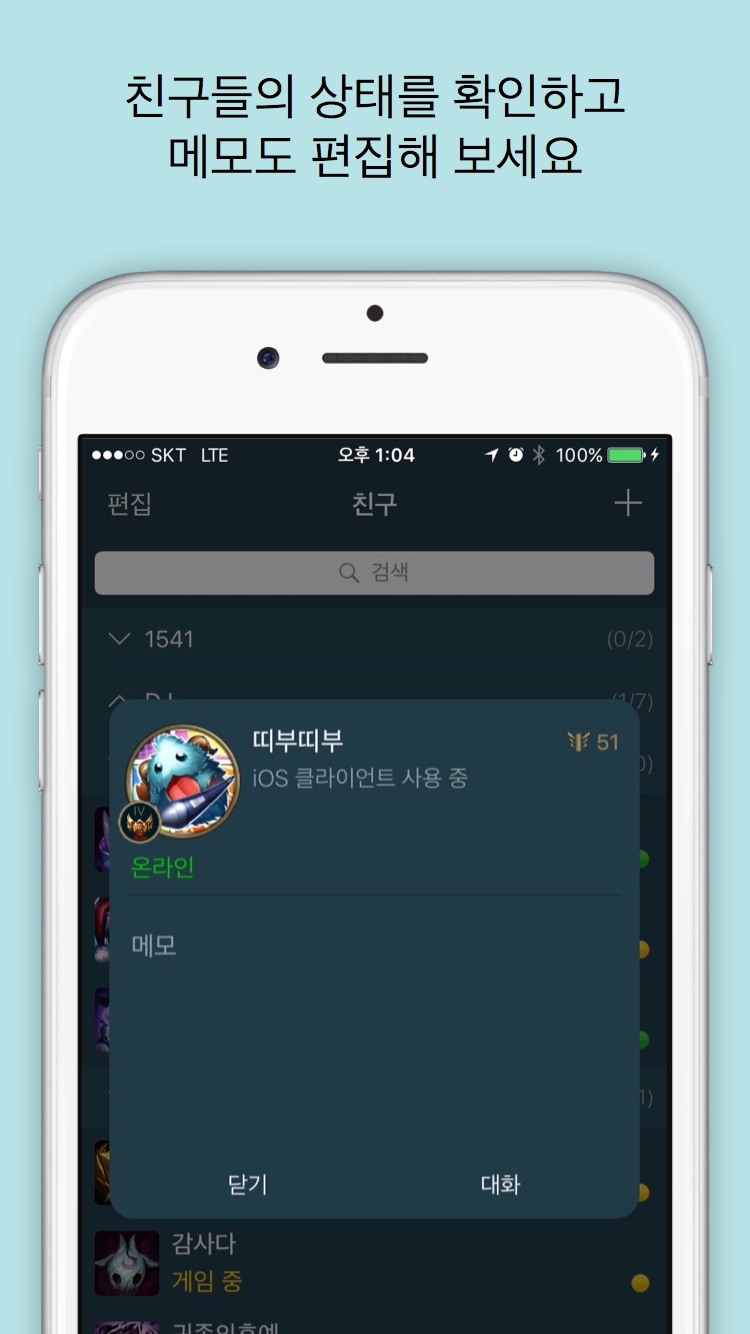 친구들의 상태를 확인하고
메모도 편집해 보세요
SKT LTE 오후 1:04 100%
편집 친구
검색
1541 (0/2)
띠부띠부 51
iOS 클라이언트 사용 중
IV
온라인
메모
닫기 대화
감사다
게임 중